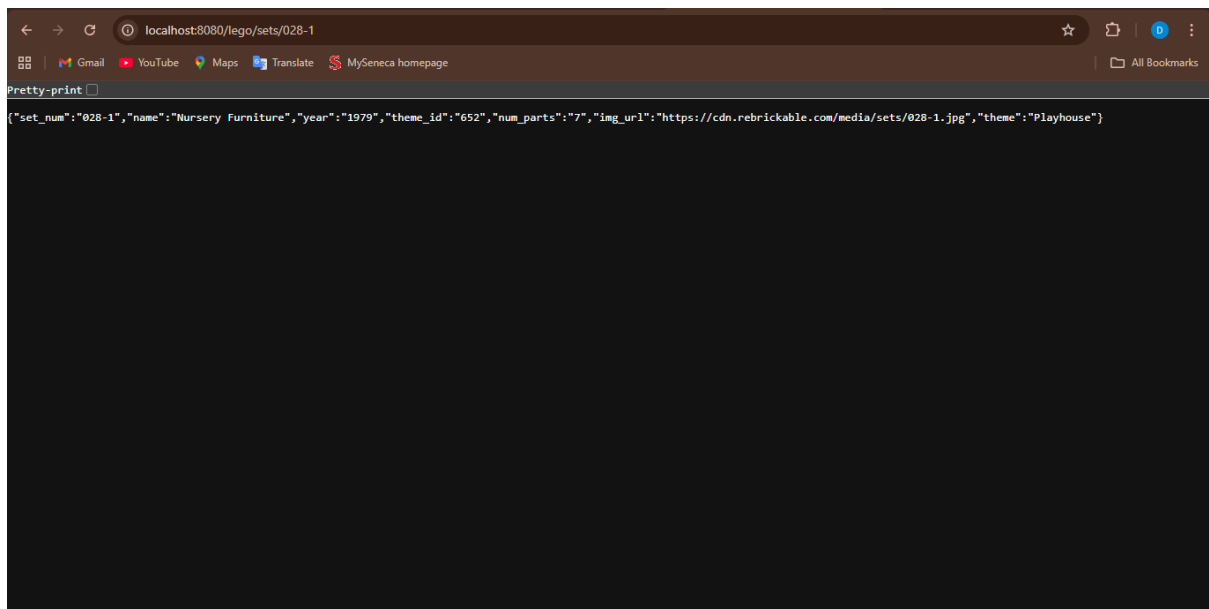 localhost:8080/lego/sets/028-1
D
Gmail YouTube Maps Translate MySeneca homepage All Bookmarks
Pretty-print
{"set_num":"028-1","name":"Nursery Furniture","year":"1979","theme_id":"652","num_parts":"7","img_url":"https://cdn.rebrickable.com/media/sets/028-1.jpg","theme":"Playhouse"}